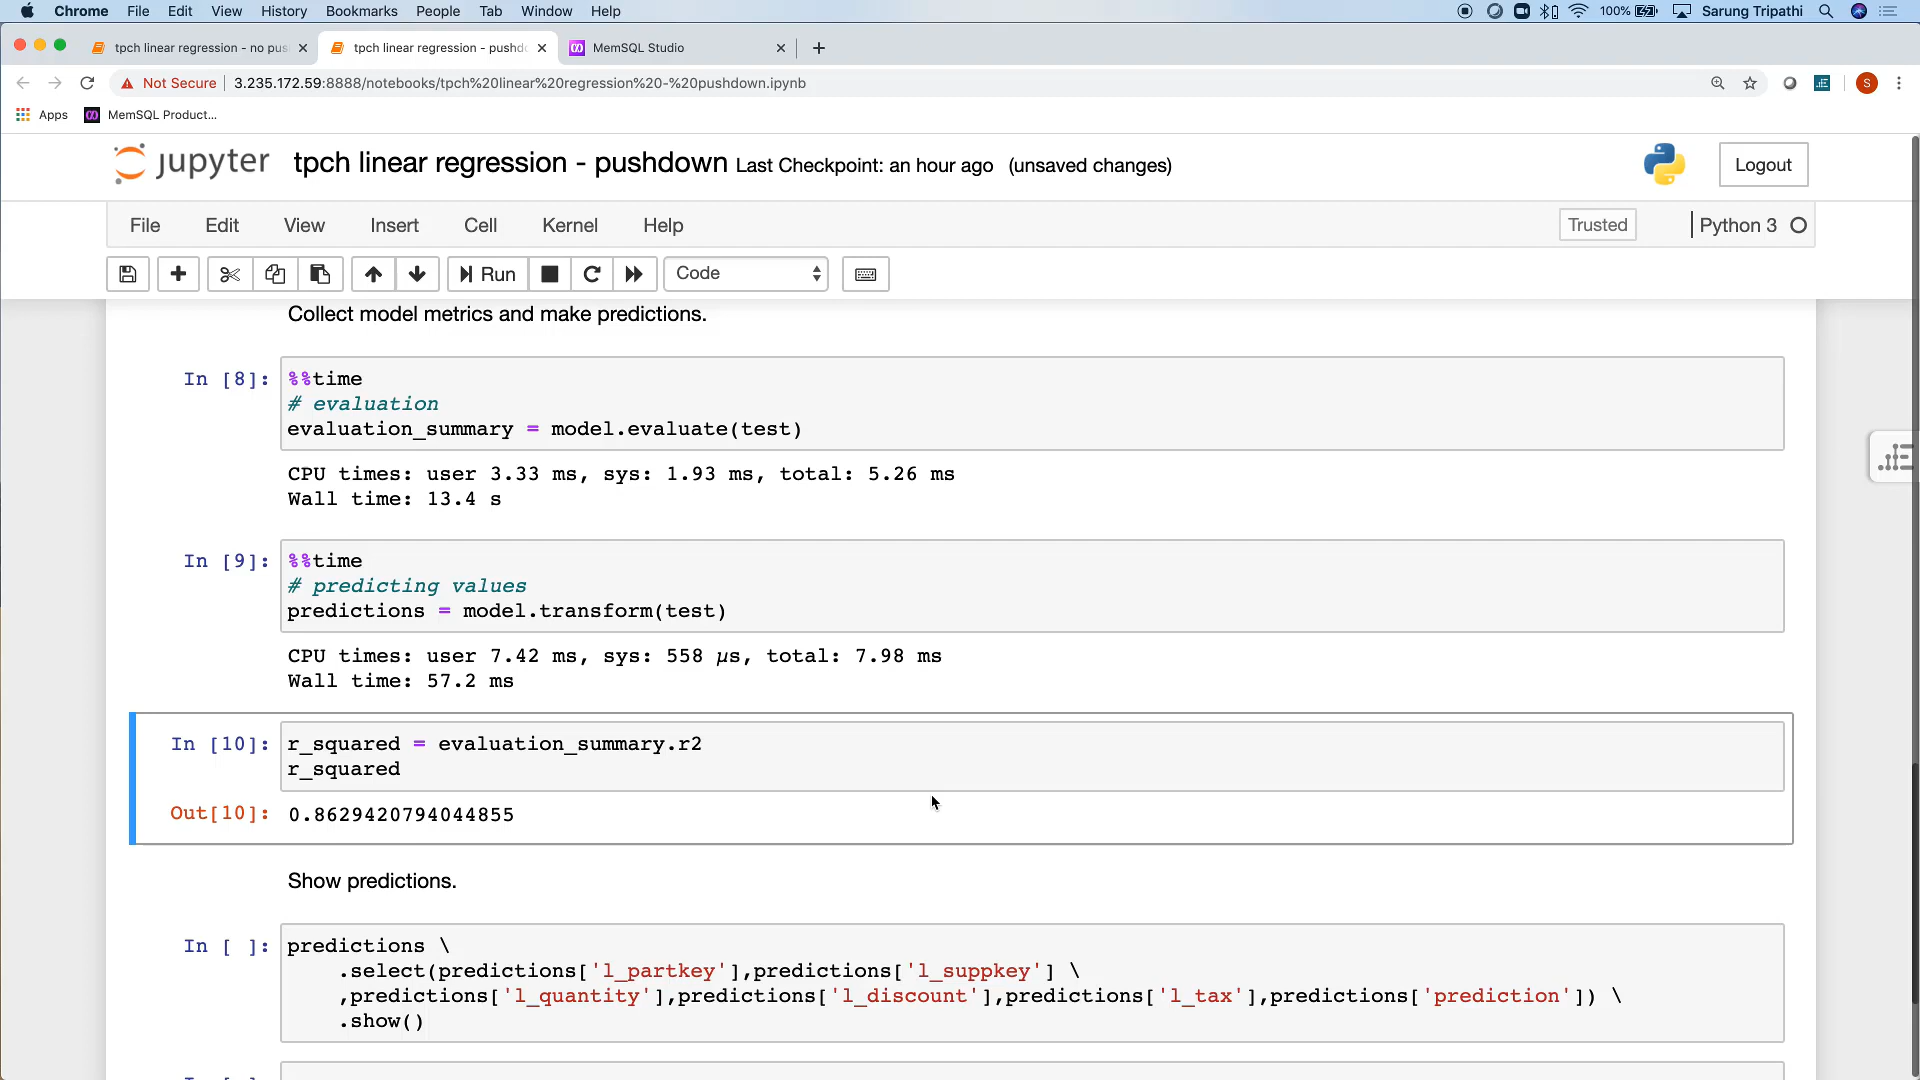 Chrome File Edit View History Bookmarks People Tab Window Help 100% Sarung Tripathi
tpch linear regression - no pus tpch linear regression - pushdo MemSQL Studio
Not Secure 3.235.172.59:8888/notebooks/tpch%20linear%20regression%20-%20pushdown.ipynb S
Apps MemSQL Product...
jupyter tpch linear regression - pushdown Last Checkpoint: an hour ago (unsaved changes) Logout
File Edit View Insert Cell Kernel Help Trusted Python 3
Run Code
Collect model metrics and make predictions.
In [8]: %%time
# evaluation
evaluation_summary = model.evaluate(test)
CPU times: user 3.33 ms, sys: 1.93 ms, total: 5.26 ms
Wall time: 13.4 s
In [9]: %%time
# predicting values
predictions = model.transform(test)
CPU times: user 7.42 ms, sys: 558 µs, total: 7.98 ms
Wall time: 57.2 ms
In [10]: r_squared = evaluation_summary.r2
r_squared
Out[10]: 0.8629420794044855
Show predictions.
In [ ]: predictions \
.select(predictions['l_partkey'],predictions['l_suppkey'] \
,predictions['l_quantity'],predictions['l_discount'],predictions['l_tax'],predictions['prediction']) \
.show()